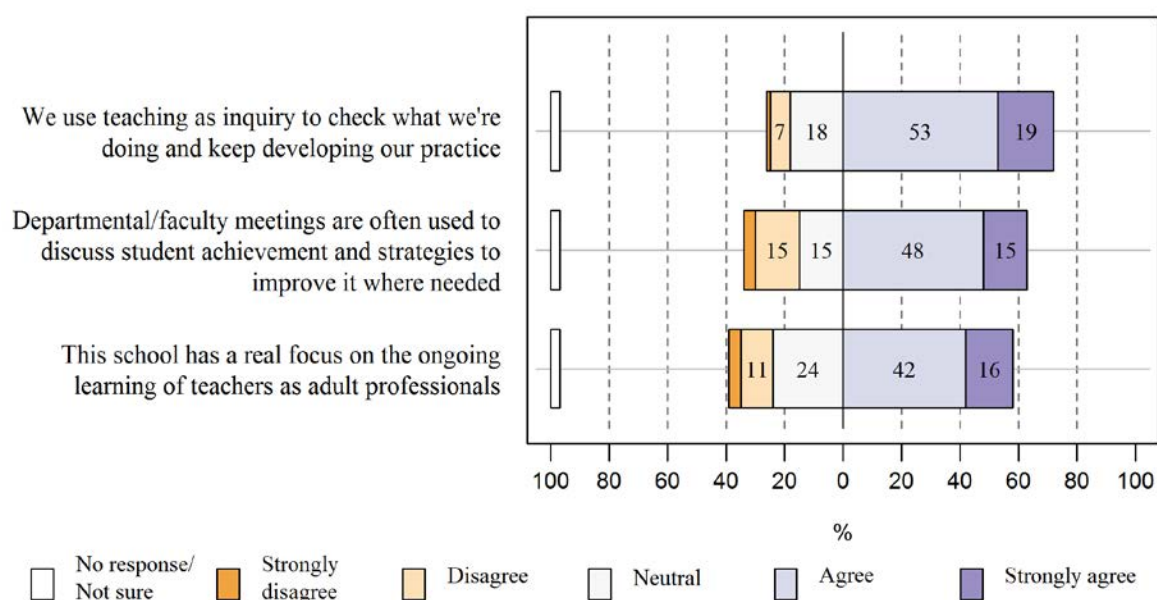 We use teaching as inquiry to check what we're
doing and keep developing our practice
7 18 53 19
Departmental/faculty meetings are often used to
discuss student achievement and strategies to
improve it where needed
15 15 48 15
This school has a real focus on the ongoing
learning of teachers as adult professionals
11 24 42 16
100 80 60 40 20 0 20 40 60 80 100
%
No response/
Not sure
Strongly
disagree
Disagree
Neutral
Agree
Strongly agree